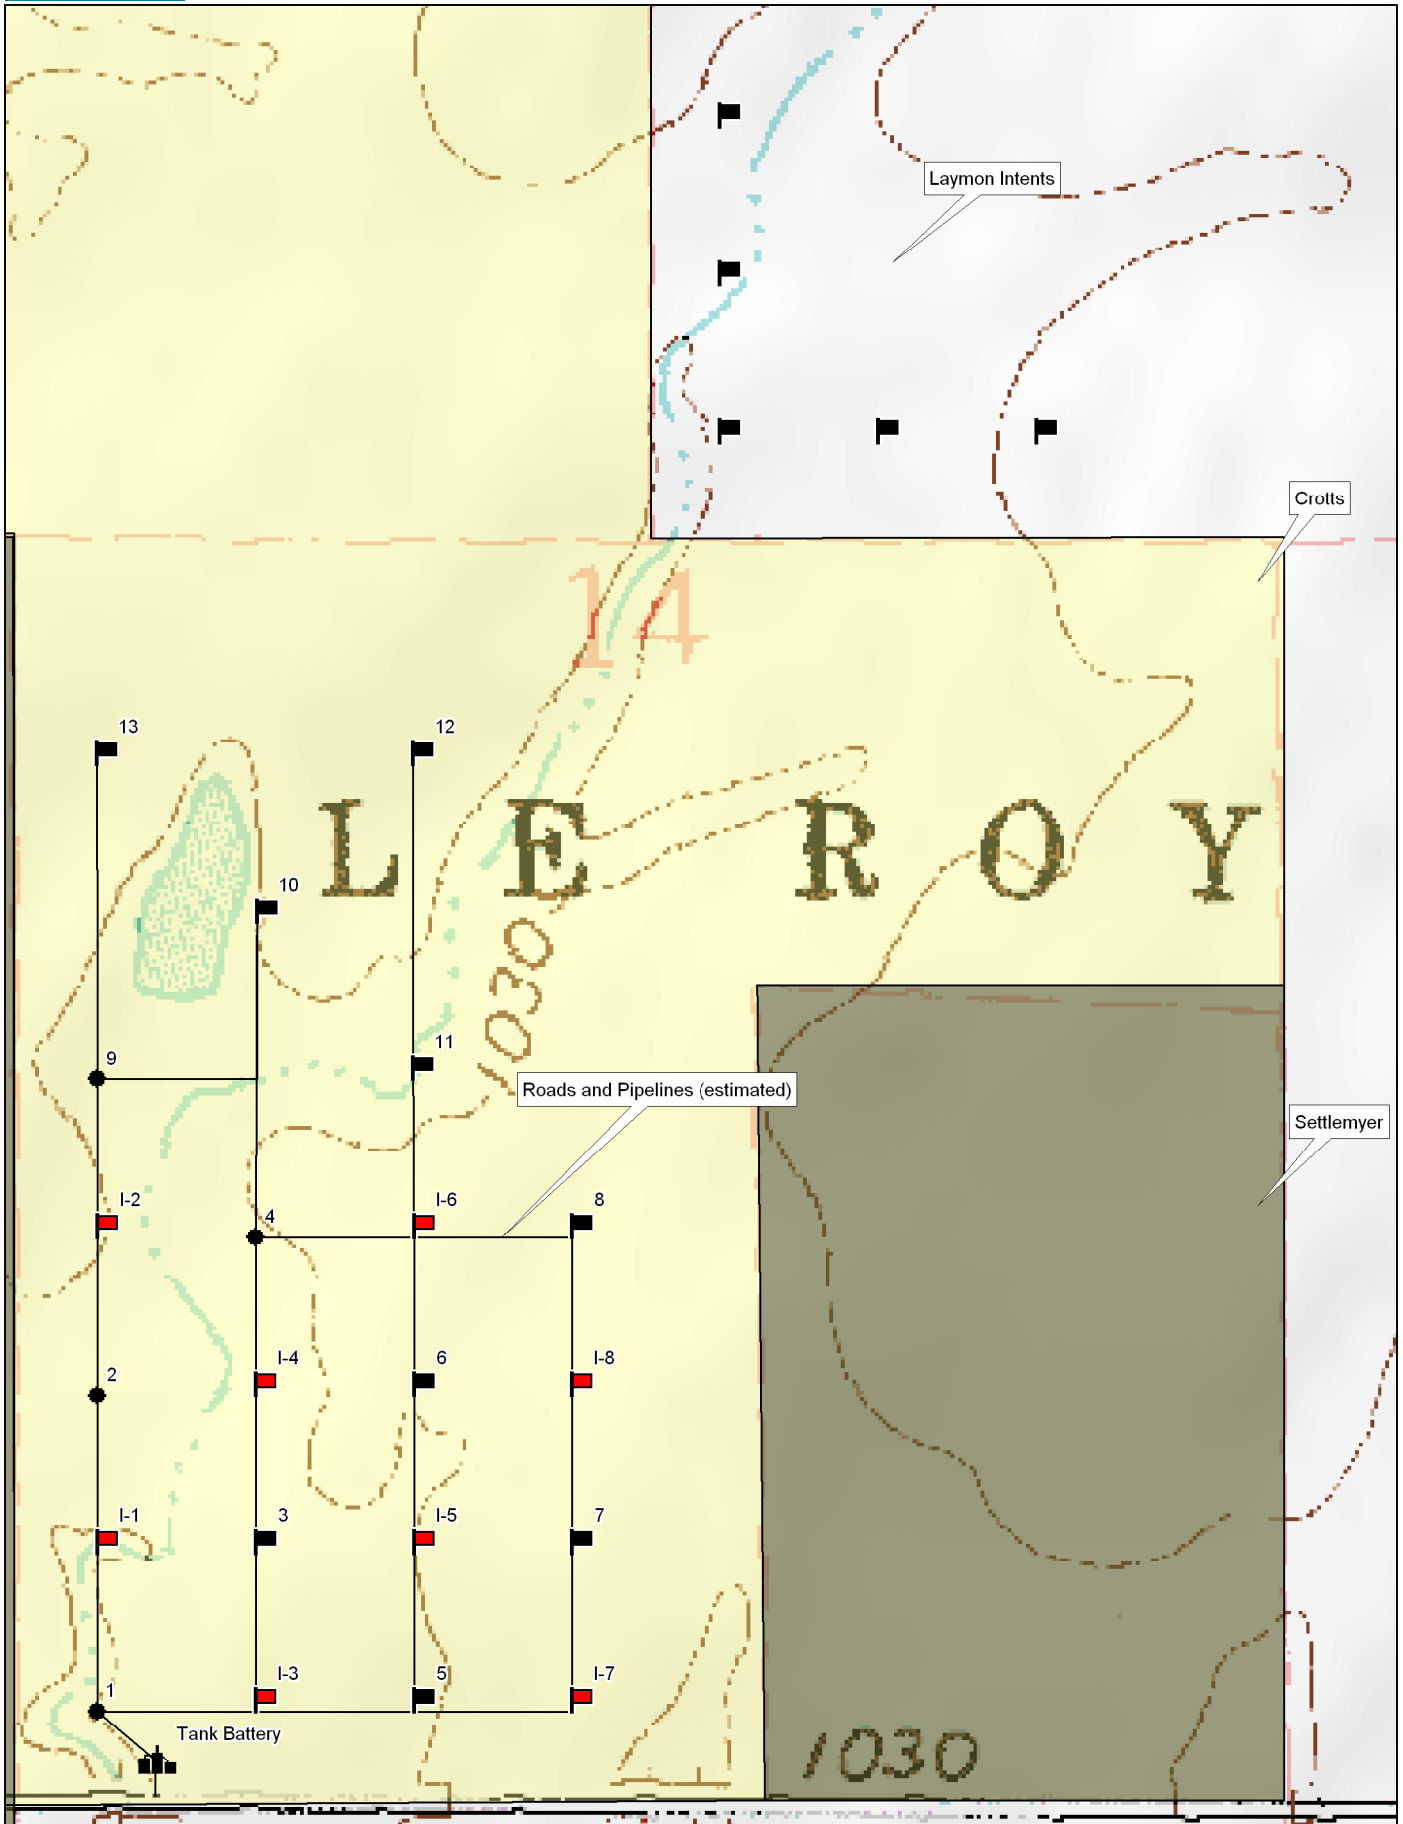 Laymon Intents
Crotts
14
13
12
L E R O Y
10
1030
11
9
Roads and Pipelines (estimated)
Settlemyer
I-2
I-6
8
4
I-4
6
I-8
2
I-1
3
I-5
7
I-3
5
I-7
1
Tank Battery
1030